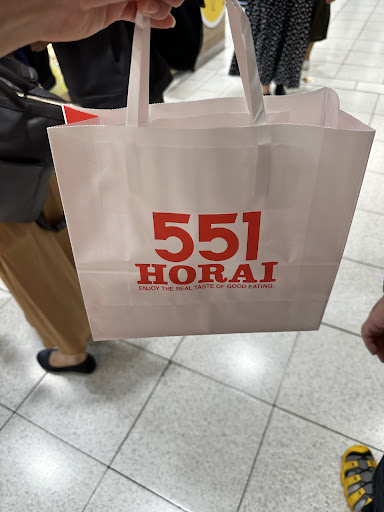 551
HORAI
ENJOY THE REAL TASTE OF GOOD EATING.